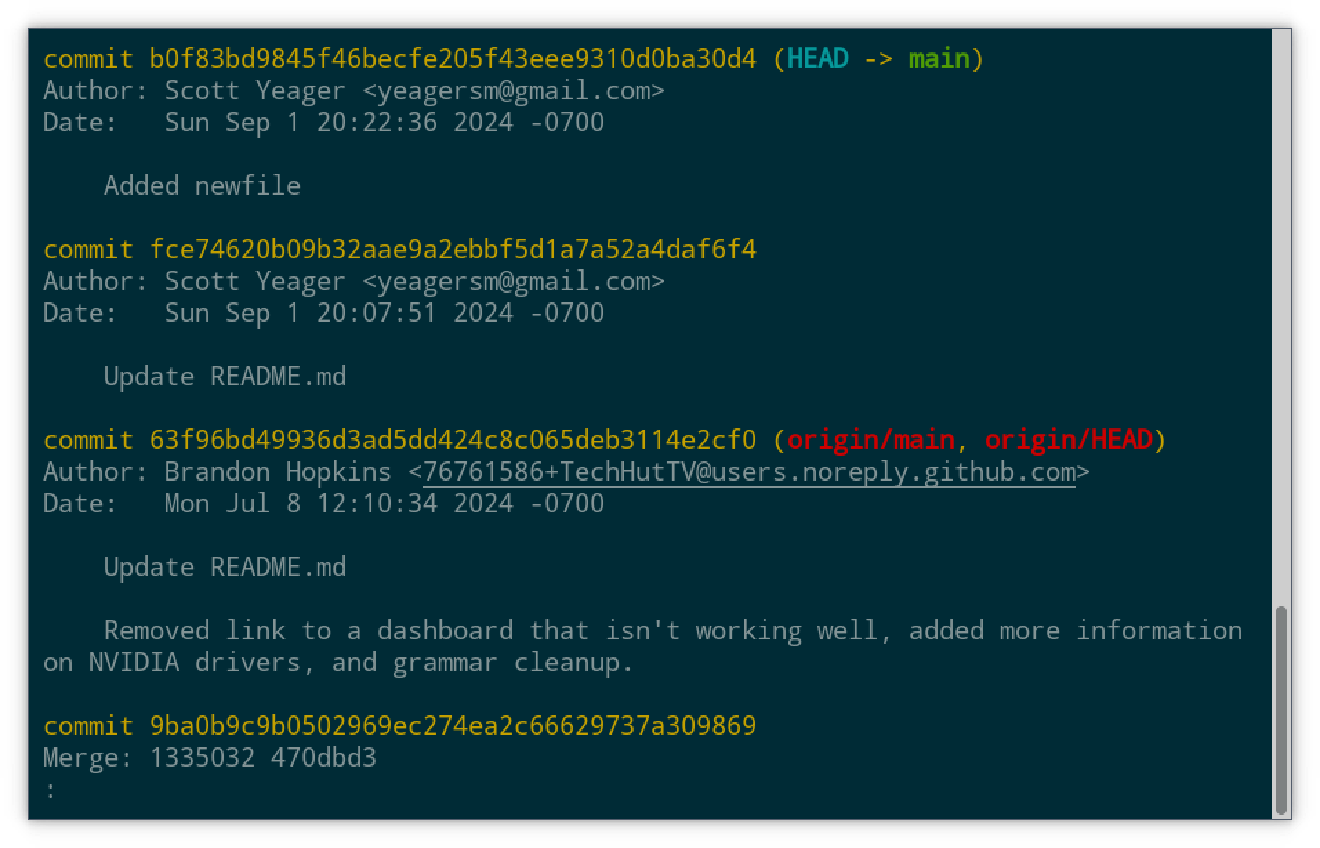 commit b0f83bd9845f46becfe205f43eee9310d0ba30d4 (HEAD -> main)
Author: Scott Yeager <yeagersm@gmail.com>
Date:   Sun Sep 1 20:22:36 2024 -0700
    Added newfile
commit fce74620b09b32aae9a2ebbf5d1a7a52a4daf6f4
Author: Scott Yeager <yeagersm@gmail.com>
Date:   Sun Sep 1 20:07:51 2024 -0700
    Update README.md
commit 63f96bd49936d3ad5dd424c8c065deb3114e2cf0 (origin/main, origin/HEAD)
Author: Brandon Hopkins <76761586+TechHutTV@users.noreply.github.com>
Date:   Mon Jul 8 12:10:34 2024 -0700
    Update README.md
    Removed link to a dashboard that isn't working well, added more information
on NVIDIA drivers, and grammar cleanup.
commit 9ba0b9c9b0502969ec274ea2c66629737a309869
Merge: 1335032 470dbd3
: